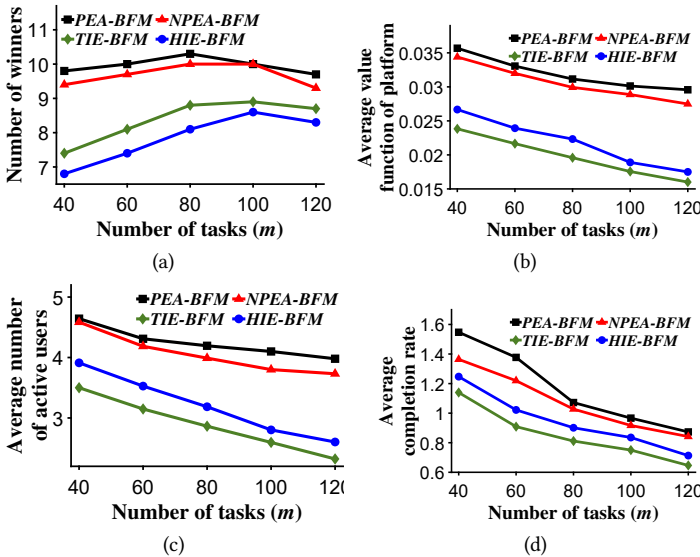 PEA-BFM NPEA-BFM
TIE-BFM HIE-BFM
Number of winners
10
9
8
7
40 60 80 100 120
Number of tasks (m)
(a)
PEA-BFM
NPEA-BFM
TIE-BFM HIE-BFM
Average value
function of platform
0.035
0.03
0.025
0.02
0.015
40 60 80 100 120
Number of tasks (m)
(b)
PEA-BFM NPEA-BFM
TIE-BFM HIE-BFM
Average number
of active users
5
4
3
40 60 80 100 120
Number of tasks (m)
(c)
PEA-BFM NPEA-BFM
TIE-BFM HIE-BFM
Average
completion rate
1.6
1.4
1.2
1
0.8
0.6
40 60 80 100 120
Number of tasks (m)
(d)